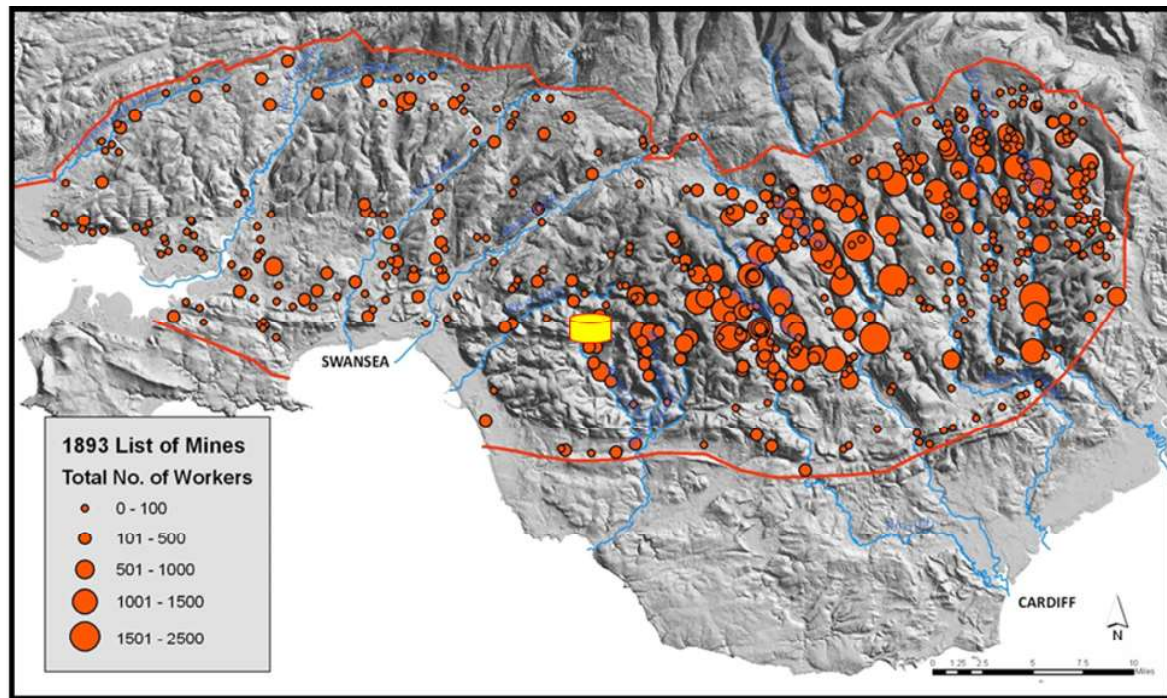 SWANSEA
CARDIFF
N
1893 List of Mines
Total No. of Workers
0 - 100
101 - 500
501 - 1000
1001 - 1500
1501 - 2500
0 1.25 2.5 5 7.5 10
Miles